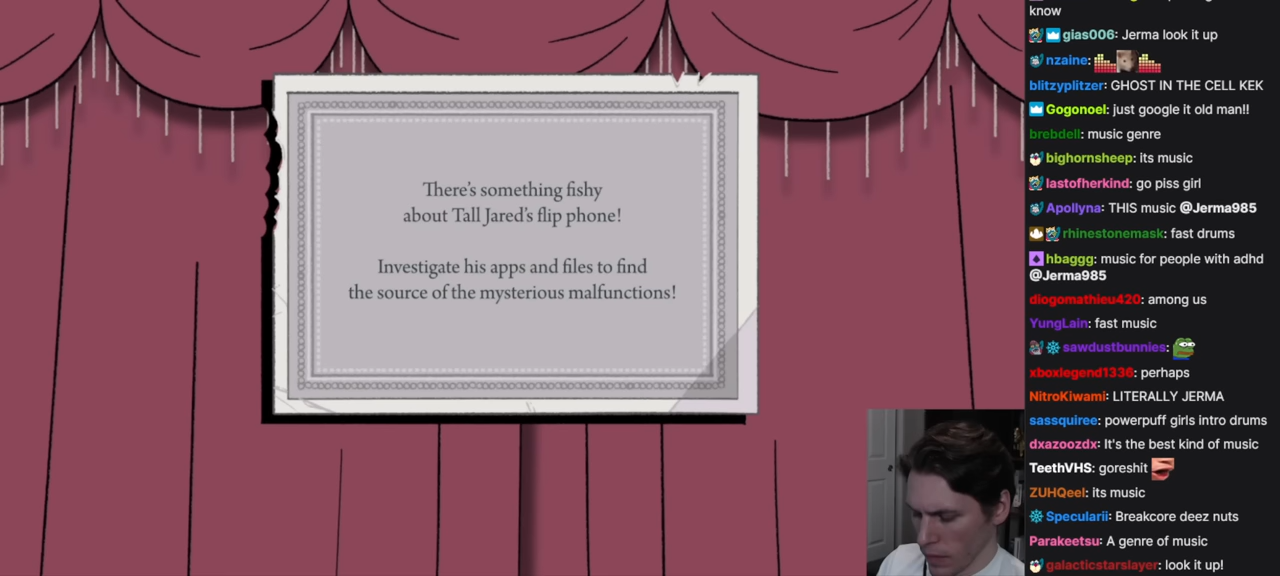 There's something fishy
about Tall Jared's flip phone!
Investigate his apps and files to find
the source of the mysterious malfunctions!
know
gias006: Jerma look it up
nzaine:
blitzyplitzer: GHOST IN THE CELL KEK
Gogonoel: just google it old man!!
brebdell: music genre
bighornsheep: its music
lastofherkind: go piss girl
Apollyna: THIS music @Jerma985
rhinestonemask: fast drums
hbaggg: music for people with adhd
@Jerma985
diogomathieu420: among us
YungLain: fast music
sawdustbunnies:
xboxlegend1336: perhaps
NitroKiwami: LITERALLY JERMA
sassquiree: powerpuff girls intro drums
dxazoozdx: It's the best kind of music
TeethVHS: goreshit
ZUHQeel: its music
Specularii: Breakcore deez nuts
Parakeetsu: A genre of music
galacticstarslayer: look it up!